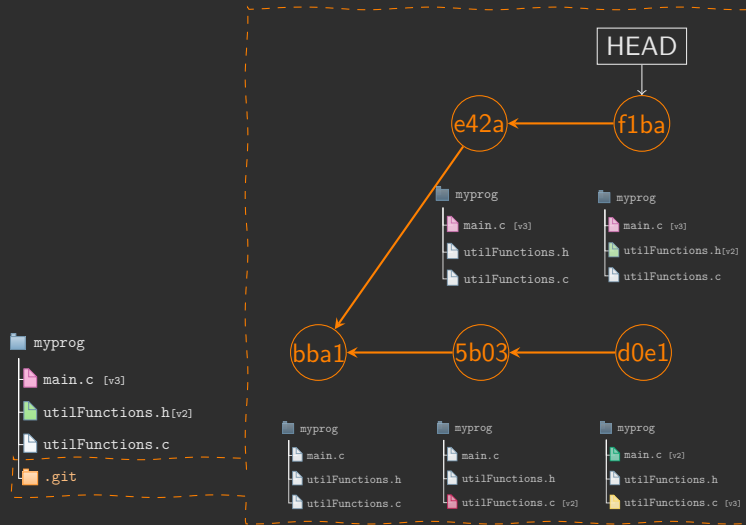 HEAD
e42a
f1ba
myprog
main.c [v3]
utilFunctions.h
utilFunctions.c
myprog
main.c [v3]
utilFunctions.h[v2]
utilFunctions.c
bba1
5b03
d0e1
myprog
main.c [v3]
utilFunctions.h[v2]
utilFunctions.c
.git
myprog
main.c
utilFunctions.h
utilFunctions.c
myprog
main.c
utilFunctions.h
utilFunctions.c [v2]
myprog
main.c [v2]
utilFunctions.h
utilFunctions.c [v3]